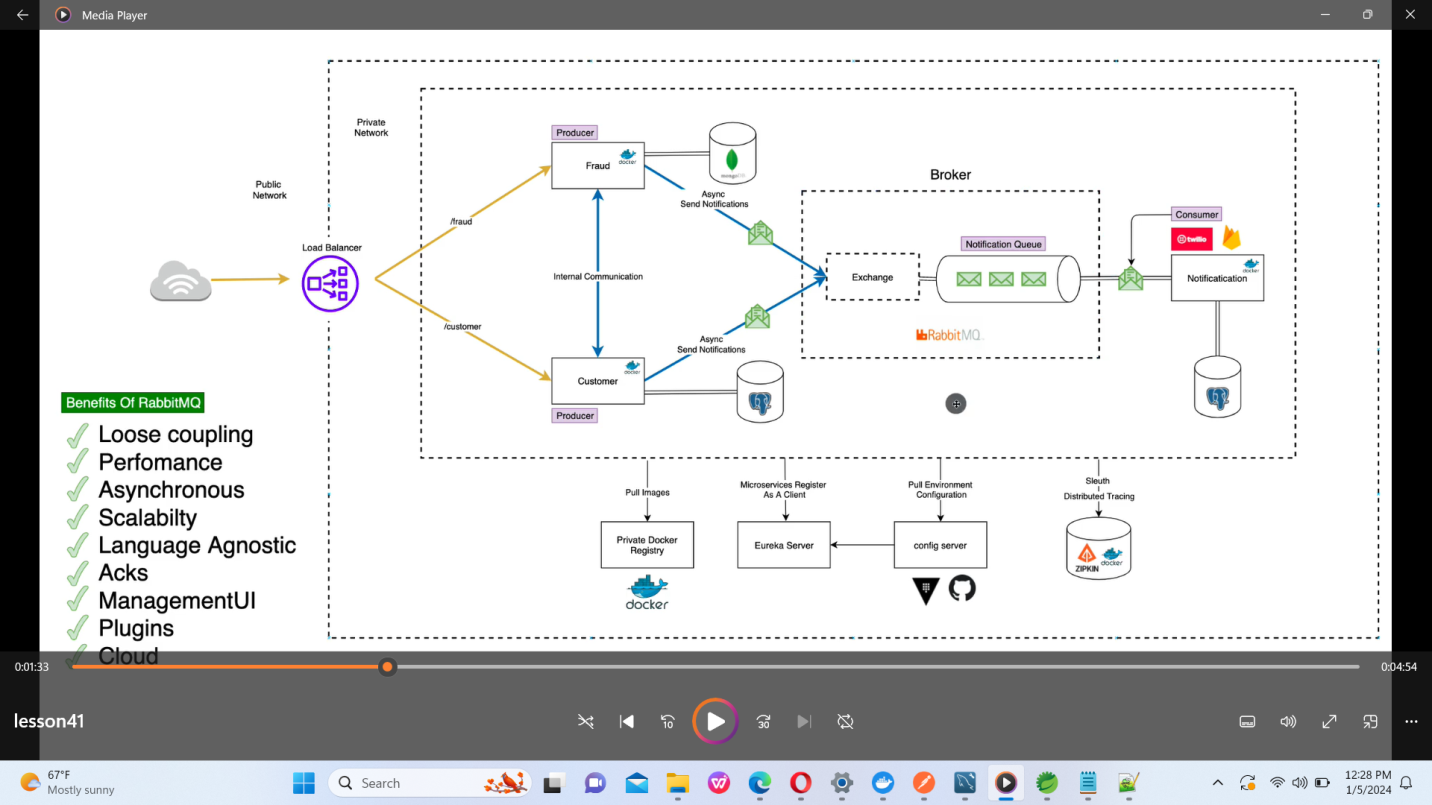 Media Player
Private
Network
Public
Network
Load Balancer
/fraud
/customer
Producer
Fraud
docker
mongoDB
Async
Send Notifications
Internal Communication
Async
Send Notifications
docker
Customer
Producer
Broker
Notification Queue
Exchange
RabbitMQ
Consumer
twilio
docker
Notificatication
Benefits Of RabbitMQ
Loose coupling
Perfomance
Asynchronous
Scalabilty
Language Agnostic
Acks
ManagementUI
Plugins
Cloud
Pull Images
Microservices Register
As A Client
Pull Environment
Configuration
Sleuth
Distributed Tracing
Private Docker
Registry
docker
Eureka Server
config server
ZIPKIN
docker
0:01:33
0:04:54
lesson41
10
30
67°F
Mostly sunny
Search
12:28 PM
1/5/2024